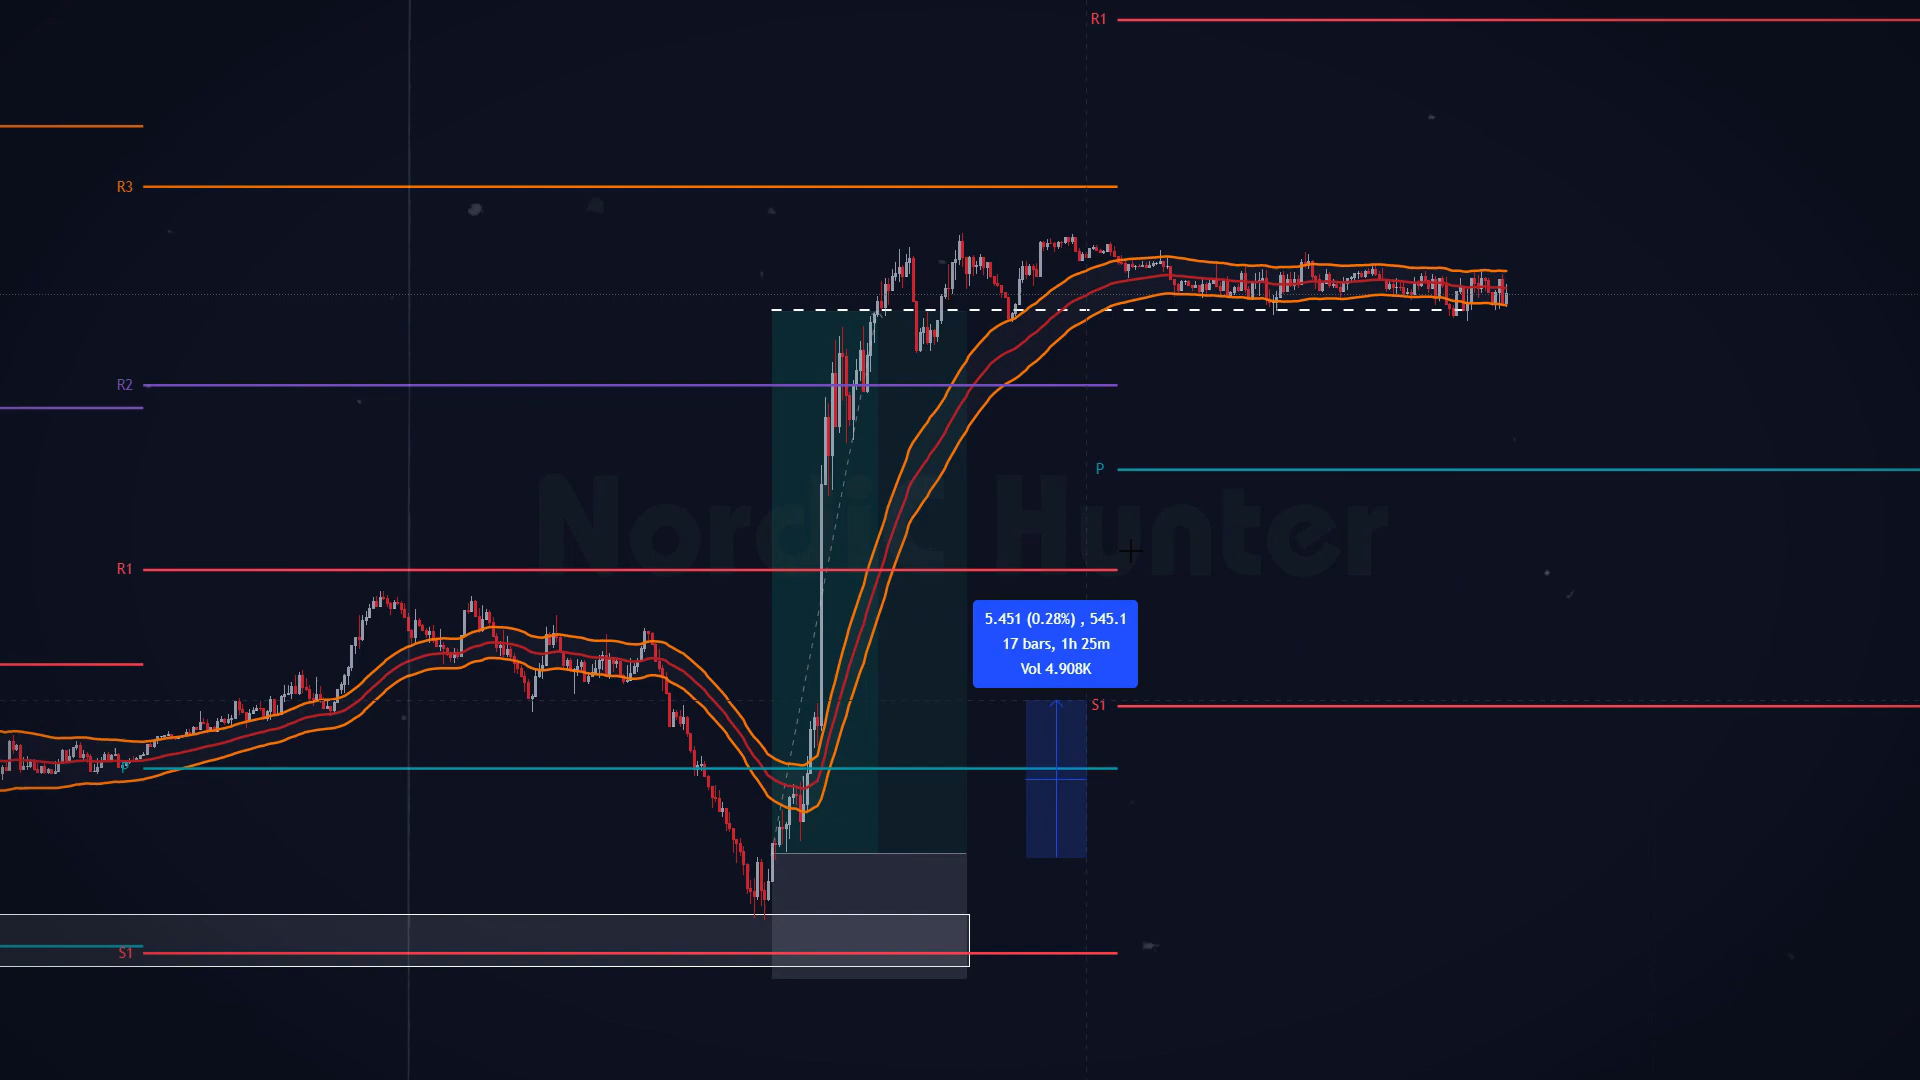 R1
R3
R2
P
Nordic Hunter
R1
5.451 (0.28%) , 545.1
17 bars, 1h 25m
Vol 4.908K
S1
P
S1